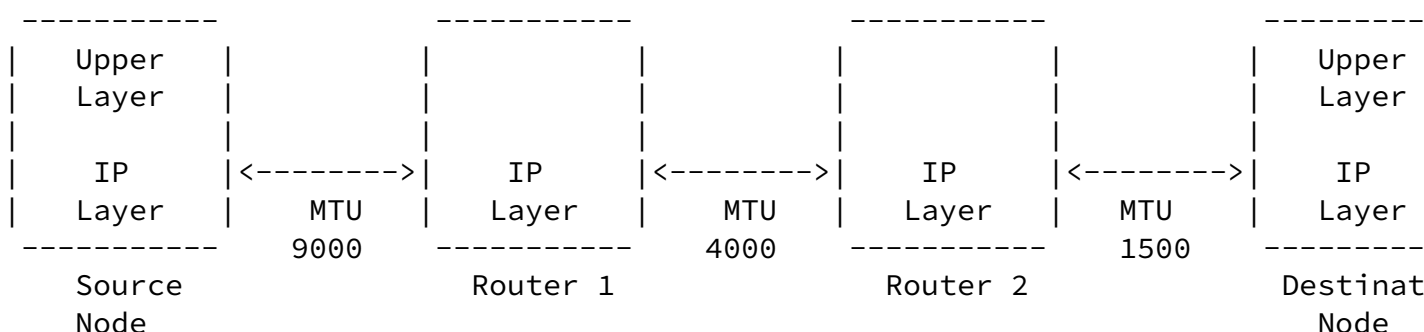 ----------- ----------- ----------- ---------
| Upper | | | | | | Upper
| Layer | | | | | | Layer
| | | | | | |
| IP |<-------->| IP |<-------->| IP |<-------->| IP
| Layer | MTU | Layer | MTU | Layer | MTU | Layer
----------- 9000 ----------- 4000 ----------- 1500 ---------
Source Router 1 Router 2 Destinat
Node Node